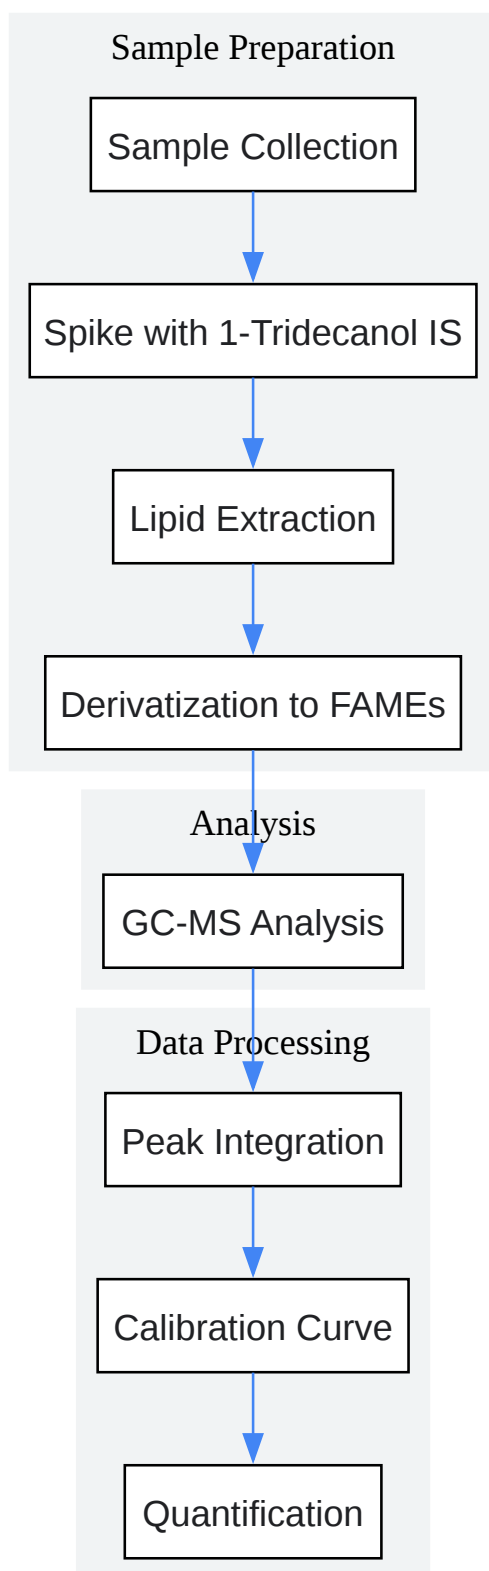 Sample Preparation
Sample Collection
Spike with 1-Tridecanol IS
Lipid Extraction
Derivatization to FAMEs
Analysis
GC-MS Analysis
Data Processing
Peak Integration
Calibration Curve
Quantification